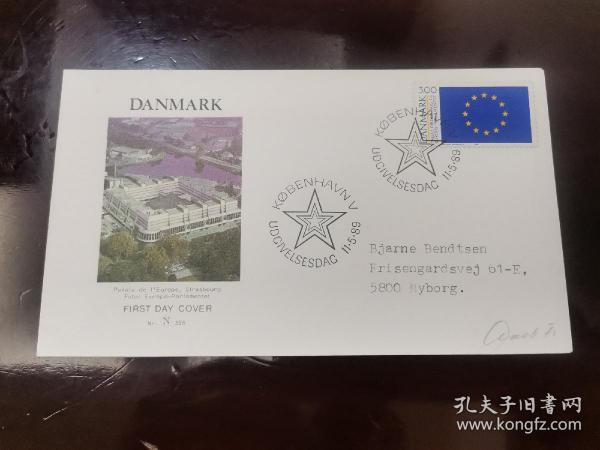 DANMARK
Palais de l'Europe, Strasbourg
Foto: Europa-Parlamentet
FIRST DAY COVER
Nr. N
KØBENHAVN V
UDGIVELSESDAG 11-5-89
3.00
DANMARK
KØBENHAVN V
UDGIVELSESDAG 11-5-89
Bjarne Bendtsen
Frisengardsvej 61-E,
5800 Nyborg.
孔夫子旧书网
www.kongfz.com